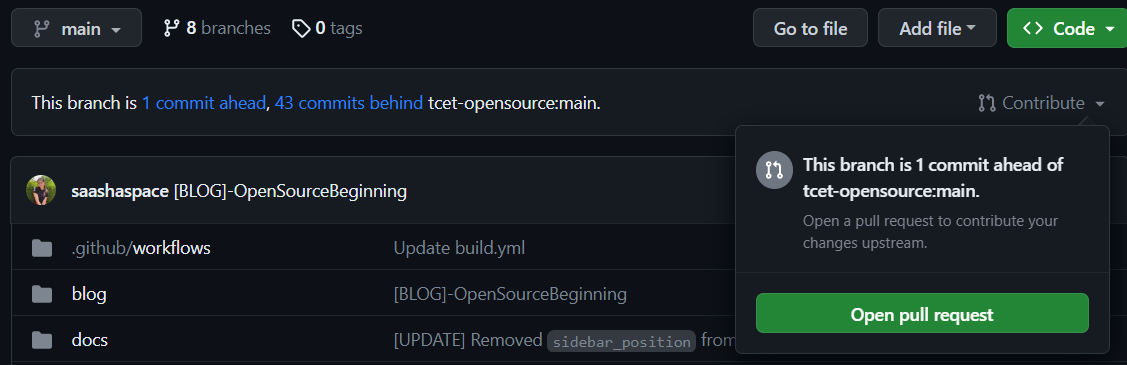 main 8 branches 0 tags Go to file Add file <> Code
This branch is 1 commit ahead, 43 commits behind tcet-opensource:main. Contribute
This branch is 1 commit ahead of
tcet-opensource:main.
Open a pull request to contribute your
changes upstream.
Open pull request
saashaspace [BLOG]-OpenSourceBeginning
.github/workflows Update build.yml
blog [BLOG]-OpenSourceBeginning
docs [UPDATE] Removed sidebar_position from